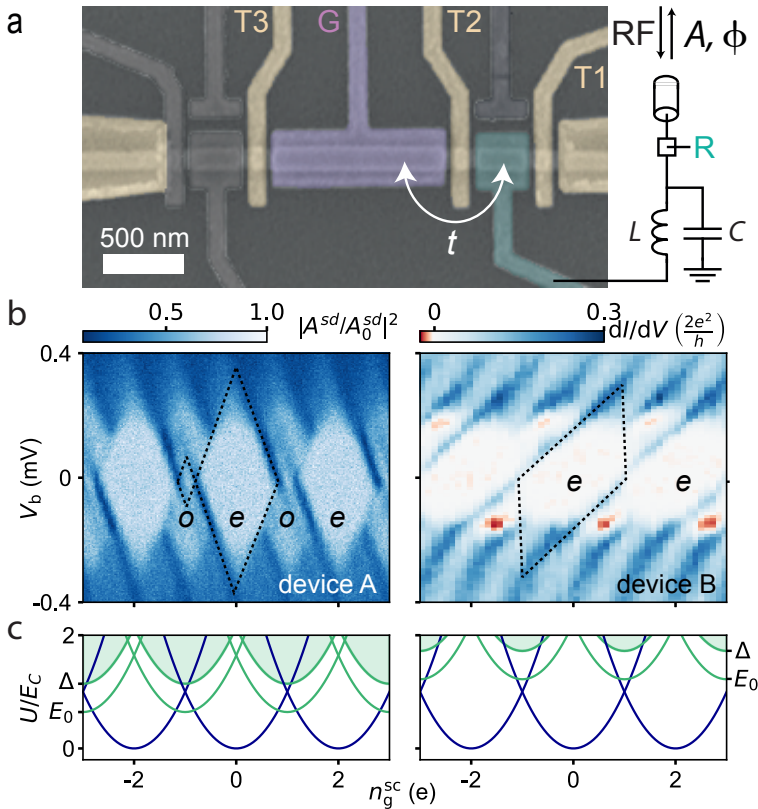 a
T3
G
T2
T1
RF
A, ϕ
R
L
C
t
500 nm
b
0.5
1.0
|A^{sd}/A_0^{sd}|^2
0
0.3
dI/dV (2e^2/h)
0.4
0
-0.4
V_b (mV)
o
e
o
e
device A
e
e
device B
c
2
Δ
E_0
0
U/E_C
Δ
E_0
-2
0
2
-2
0
2
n_g^{sc} (e)